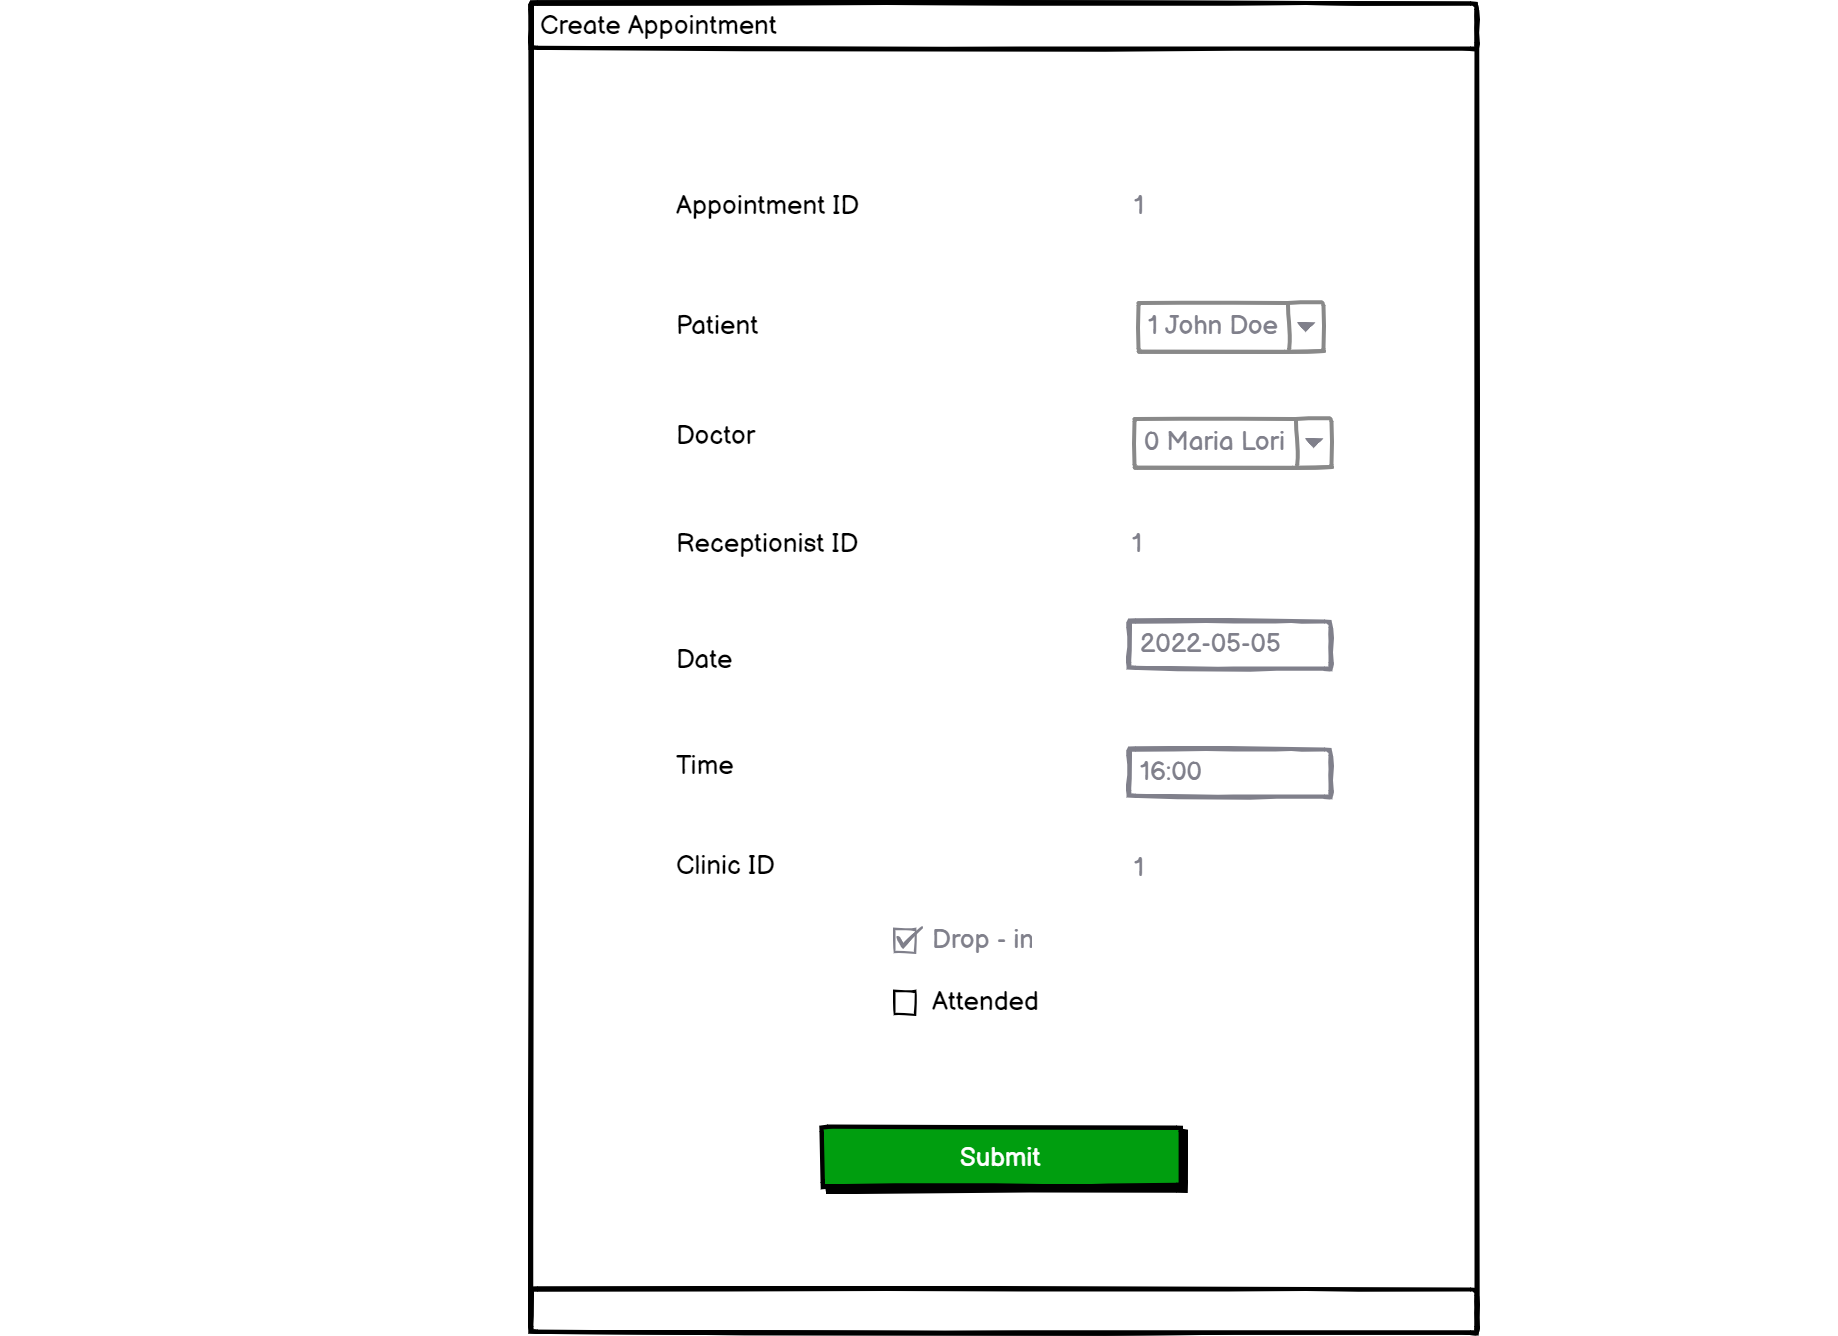 Create Appointment
Appointment ID 1
Patient 1 John Doe
Doctor 0 Maria Lori
Receptionist ID 1
Date 2022-05-05
Time 16:00
Clinic ID 1
Drop - in
Attended
Submit